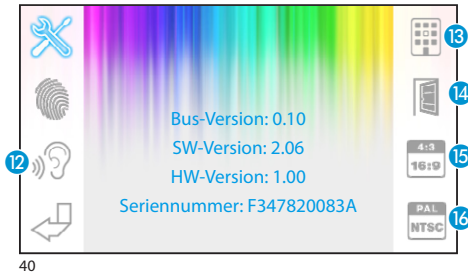 13
14
Bus-Version: 0.10
SW-Version: 2.06
4:3
12
15
16:9
HW-Version: 1.00
Seriennummer: F347820083A
PAL
16
NTSC
40